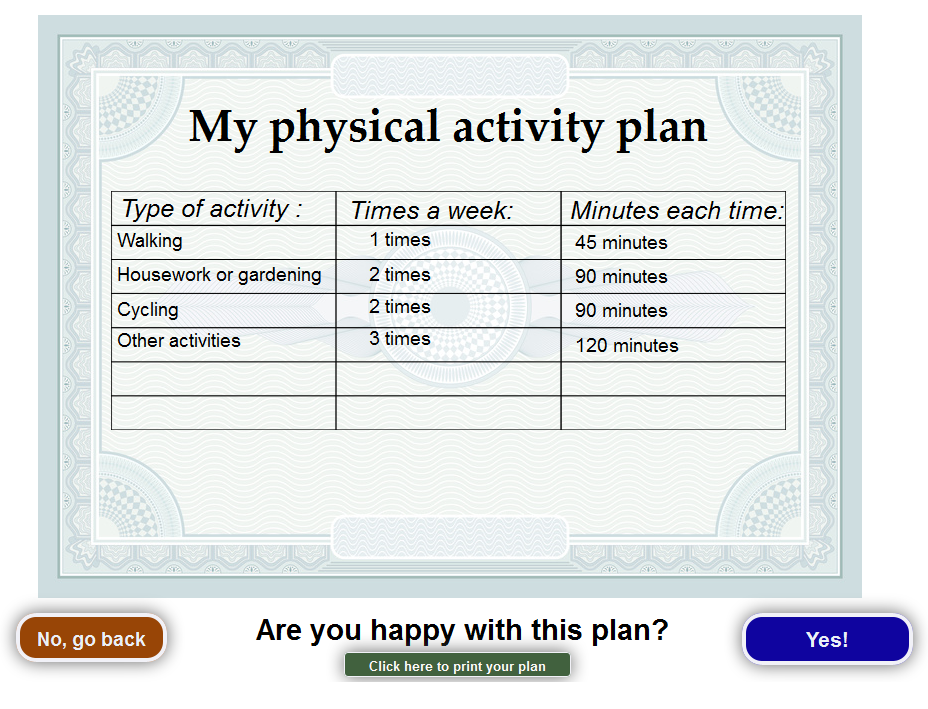 My physical activity plan
Type of activity : Times a week: Minutes each time:
Walking 1 times 45 minutes
Housework or gardening 2 times 90 minutes
Cycling 2 times 90 minutes
Other activities 3 times 120 minutes
No, go back Are you happy with this plan? Yes!
Click here to print your plan